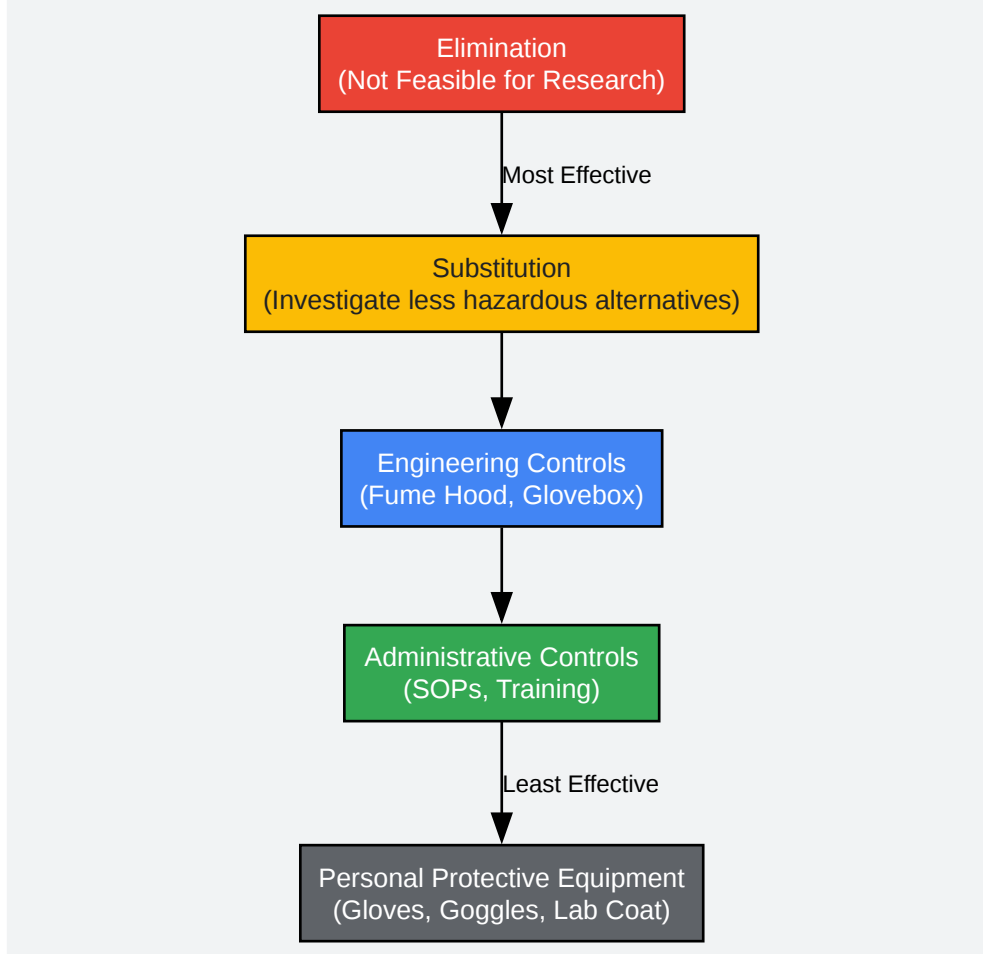 Elimination
(Not Feasible for Research)
Most Effective
Substitution
(Investigate less hazardous alternatives)
Engineering Controls
(Fume Hood, Glovebox)
Administrative Controls
(SOPs, Training)
Least Effective
Personal Protective Equipment
(Gloves, Goggles, Lab Coat)